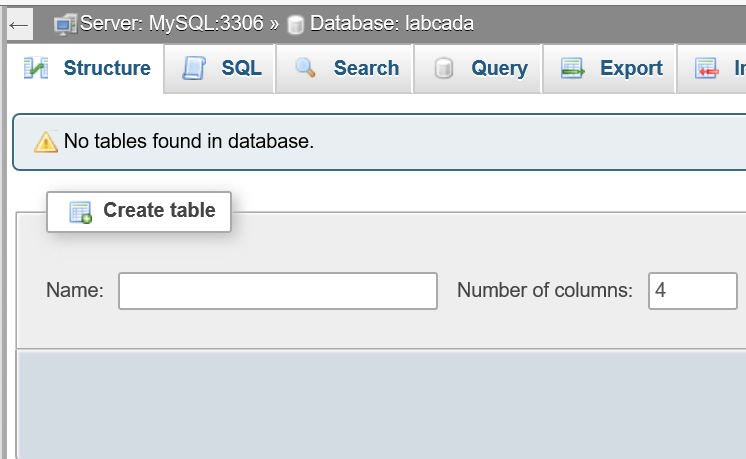 ← Server: MySQL:3306 » Database: labcada
Structure SQL Search Query Export
No tables found in database.
Create table
Name: Number of columns: 4